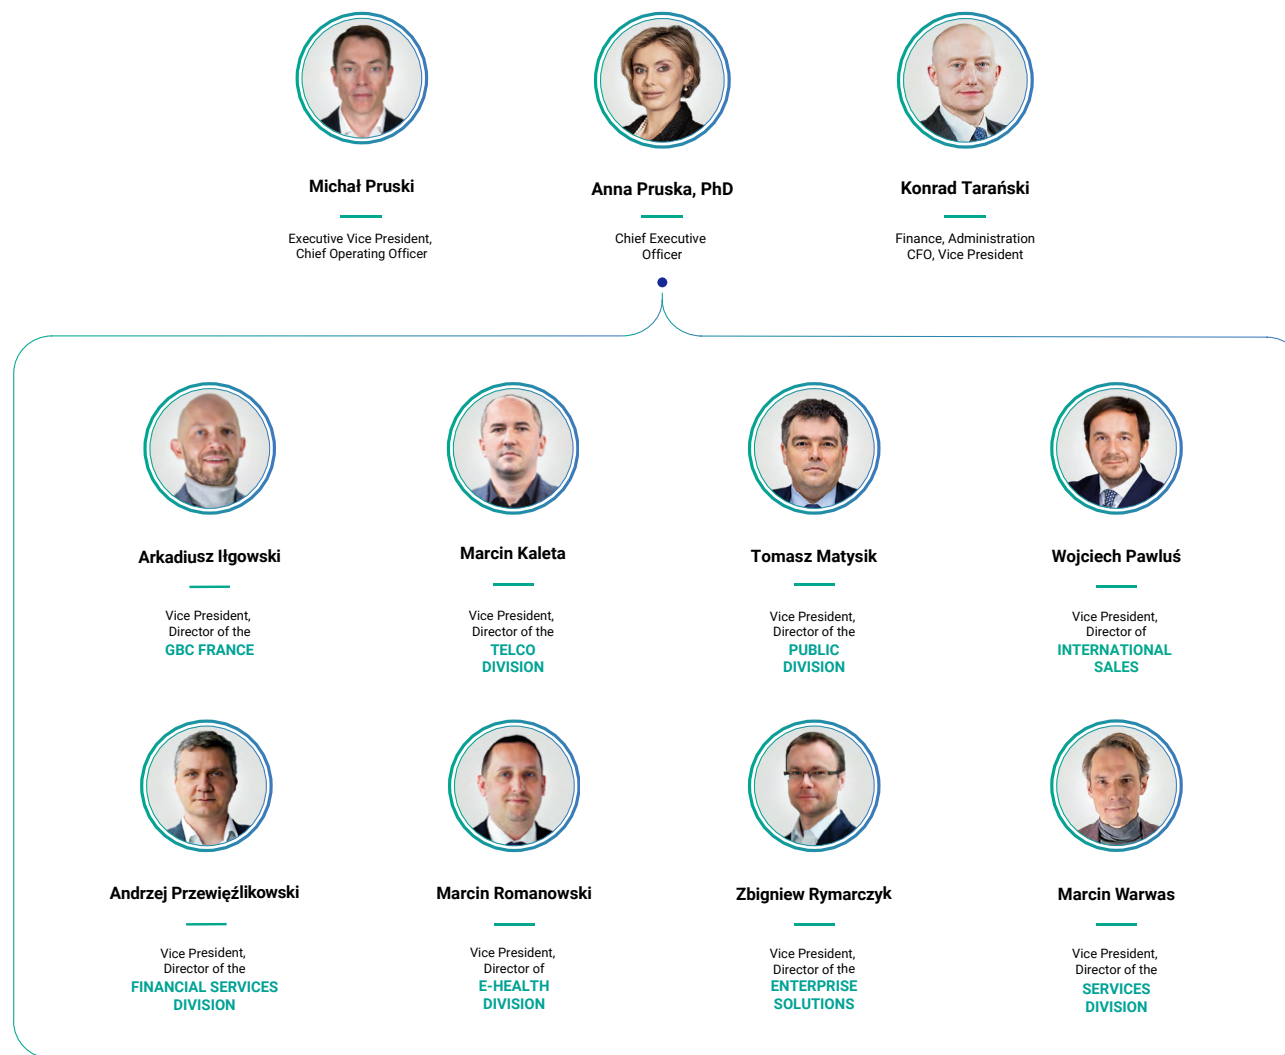 Michał Pruski
Executive Vice President,
Chief Operating Officer
Anna Pruska, PhD
Chief Executive
Officer
Konrad Tarański
Finance, Administration
CFO, Vice President
Arkadiusz Iłgowski
Vice President,
Director of the
GBC FRANCE
Marcin Kaleta
Vice President,
Director of the
TELCO
DIVISION
Tomasz Matysik
Vice President,
Director of the
PUBLIC
DIVISION
Wojciech Pawluś
Vice President,
Director of
INTERNATIONAL
SALES
Andrzej Przewięźlikowski
Vice President,
Director of the
FINANCIAL SERVICES
DIVISION
Marcin Romanowski
Vice President,
Director of
E-HEALTH
DIVISION
Zbigniew Rymarczyk
Vice President,
Director of the
ENTERPRISE
SOLUTIONS
Marcin Warwas
Vice President,
Director of the
SERVICES
DIVISION